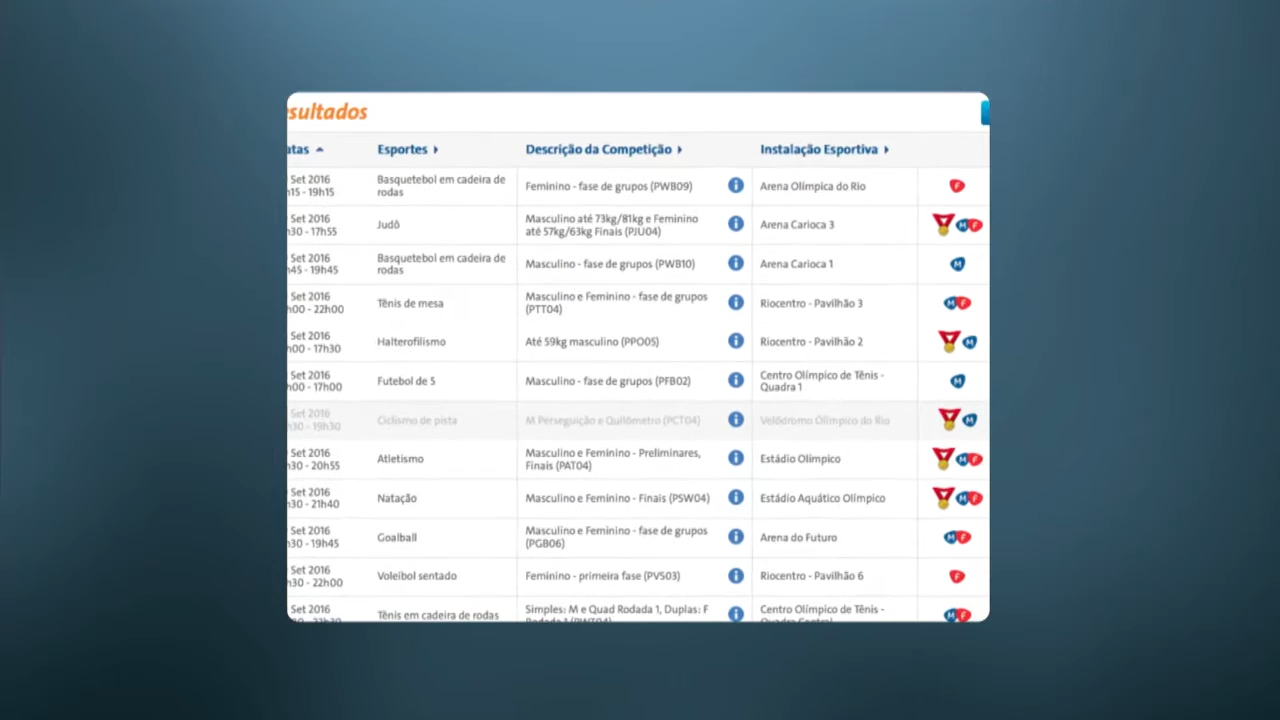 esultados
atas Esportes Descrição da Competição Instalação Esportiva
Set 2016
h15 - 19h15
Basquetebol em cadeira de
rodas
Feminino - fase de grupos (PWB09)
Arena Olímpica do Rio
F
Set 2016
h30 - 17h55
Judô
Masculino até 73kg/81kg e Feminino
até 57kg/63kg Finais (PJU04)
Arena Carioca 3
M F
Set 2016
h45 - 19h45
Basquetebol em cadeira de
rodas
Masculino - fase de grupos (PWB10)
Arena Carioca 1
M
Set 2016
h00 - 22h00
Tênis de mesa
Masculino e Feminino - fase de grupos
(PTT04)
Riocentro - Pavilhão 3
M F
Set 2016
h00 - 17h30
Halterofilismo
Até 59kg masculino (PPO05)
Riocentro - Pavilhão 2
M
Set 2016
h00 - 17h00
Futebol de 5
Masculino - fase de grupos (PFB02)
Centro Olímpico de Tênis -
Quadra 1
M
Set 2016
h30 - 19h30
Ciclismo de pista
M Perseguição e Quilômetro (PCT04)
Velódromo Olímpico do Rio
M
Set 2016
h30 - 20h55
Atletismo
Masculino e Feminino - Preliminares,
Finais (PAT04)
Estádio Olímpico
M F
Set 2016
h30 - 21h40
Natação
Masculino e Feminino - Finais (PSW04)
Estádio Aquático Olímpico
M F
Set 2016
h30 - 19h45
Goalball
Masculino e Feminino - fase de grupos
(PGB06)
Arena do Futuro
M F
Set 2016
h30 - 22h00
Voleibol sentado
Feminino - primeira fase (PVS03)
Riocentro - Pavilhão 6
F
Set 2016
Tênis em cadeira de rodas
Simples: M e Quad Rodada 1, Duplas: F
Centro Olímpico de Tênis -
M F